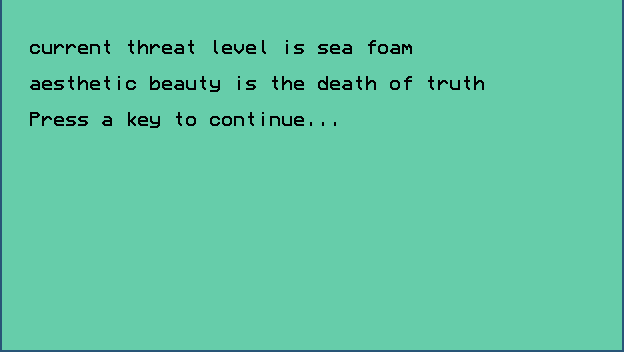 current threat level is sea foam
aesthetic beauty is the death of truth
Press a key to continue...